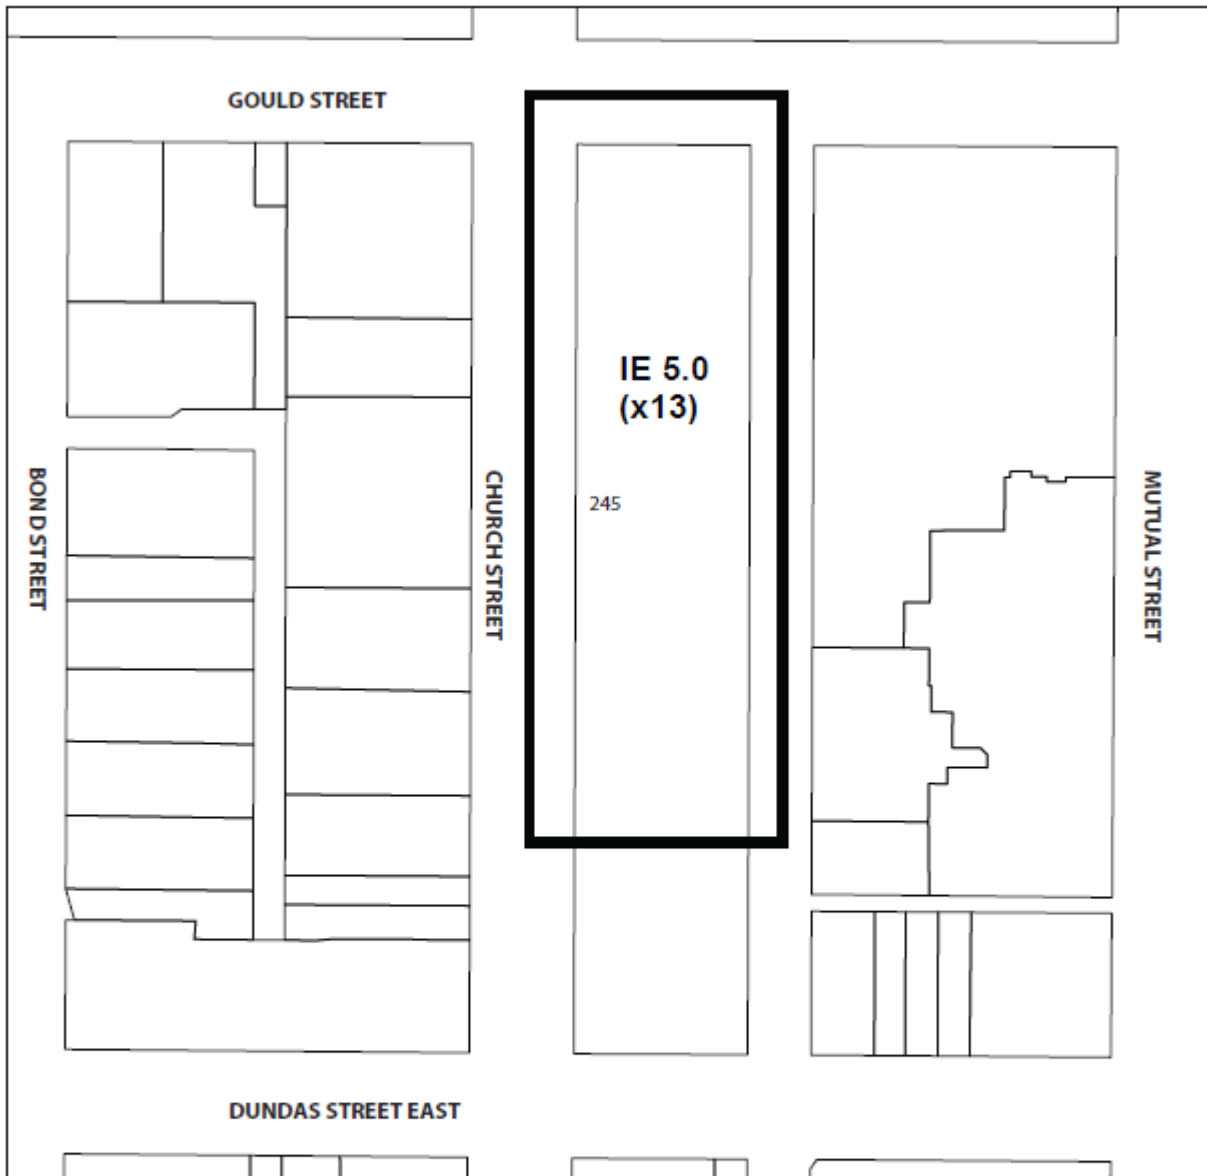 GOULD STREET
IE 5.0
(x13)
245
BOND STREET
CHURCH STREET
MUTUAL STREET
DUNDAS STREET EAST